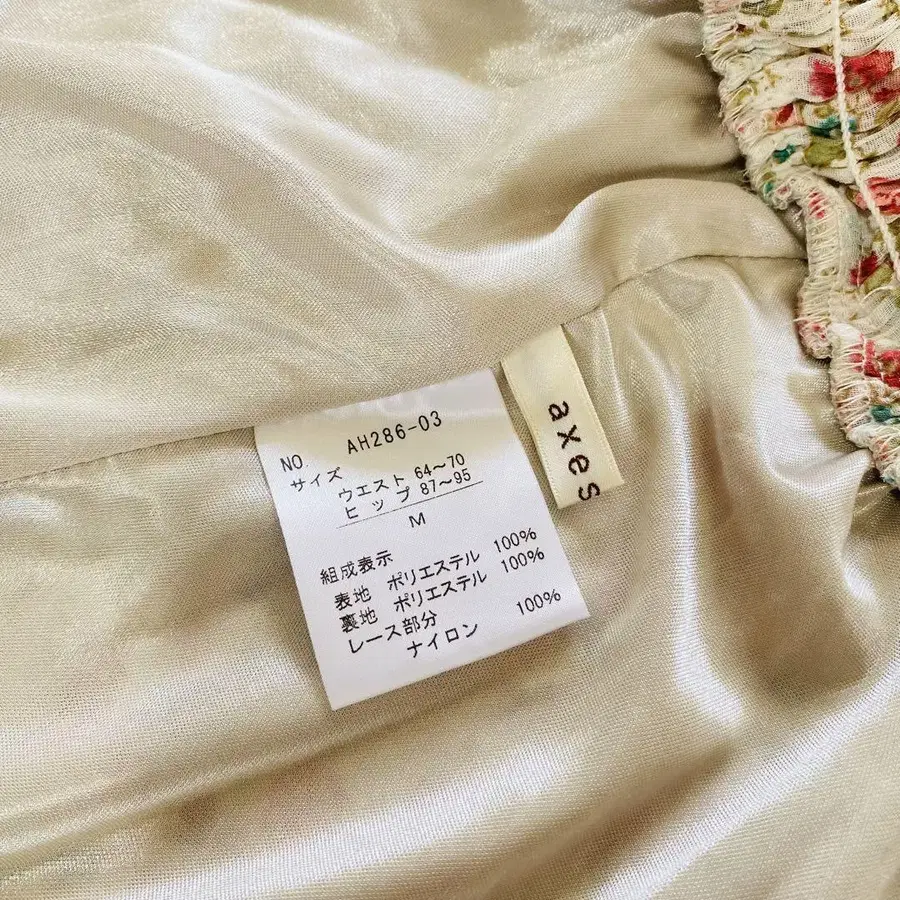 NO. AH286-03
サイズ
ウエスト 64～70
ヒップ 87～95
M
組成表示
表地 ポリエステル 100%
裏地 ポリエステル 100%
レース部分
ナイロン 100%
axes